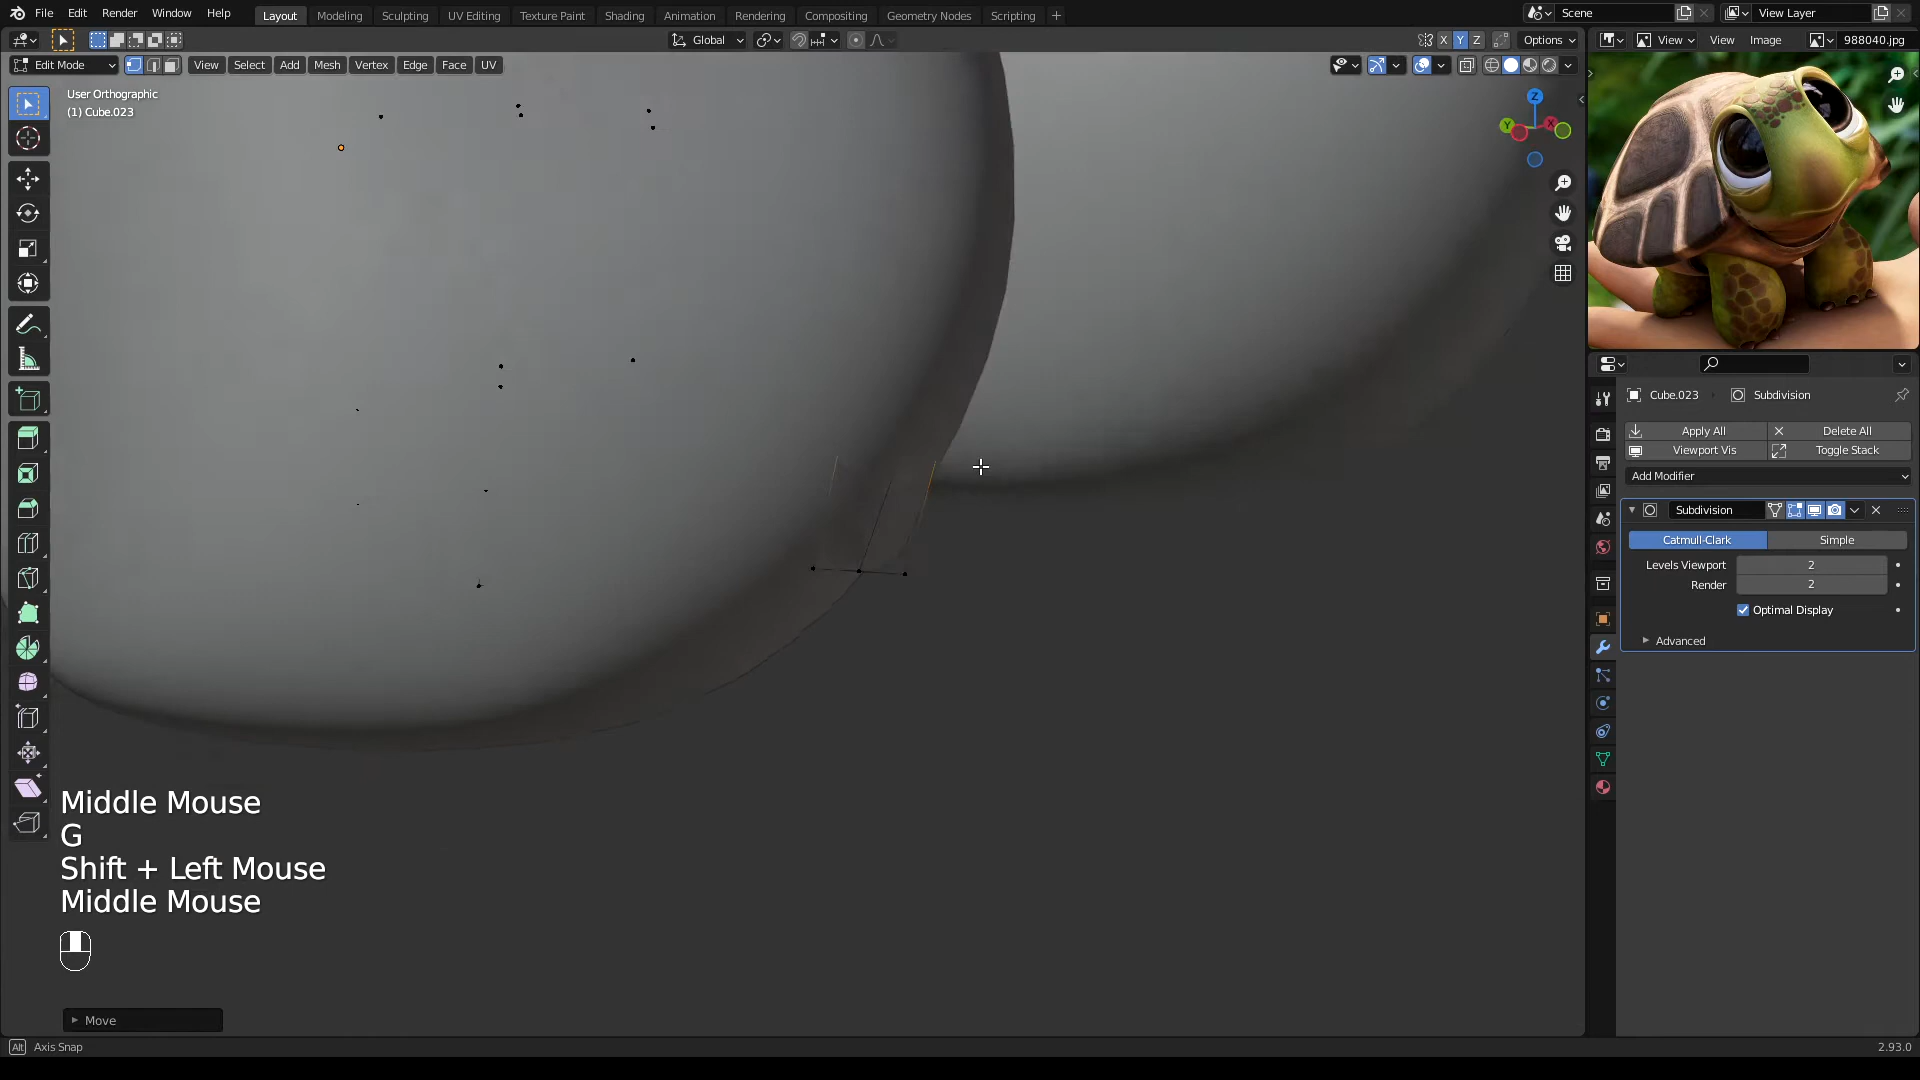 File Edit Render Window Help Layout Modeling Sculpting UV Editing Texture Paint Shading Animation Rendering Compositing Geometry Nodes Scripting + Scene View Layer
Global X Y Z Options View View Image 988040.jpg
Edit Mode View Select Add Mesh Vertex Edge Face UV
User Orthographic
(1) Cube.023
Z
Y X
Cube.023 Subdivision
Apply All Delete All
Viewport Vis Toggle Stack
Add Modifier
Subdivision
Catmull-Clark Simple
Levels Viewport 2
Render 2
Optimal Display
Advanced
Middle Mouse
G
Shift + Left Mouse
Middle Mouse
Move
Alt Axis Snap 2.93.0